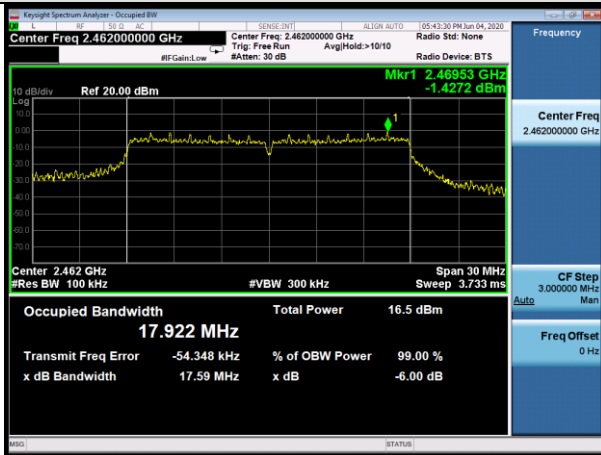 Keysight Spectrum Analyzer - Occupied BW
L RF 50 Ω AC SENSE:INT ALIGN AUTO 05:43:30 PM Jun 04, 2020
Center Freq 2.462000000 GHz
Center Freq: 2.462000000 GHz
Radio Std: None
Trig: Free Run Avg|Hold:>10/10
#IFGain:Low #Atten: 30 dB Radio Device: BTS
Frequency
Mkr1 2.46953 GHz
-1.4272 dBm
10 dB/div Ref 20.00 dBm
Log
10.0
0.00
-10.0
-20.0
-30.0
-40.0
-50.0
-60.0
-70.0
1
Center 2.462 GHz Span 30 MHz
#Res BW 100 kHz #VBW 300 kHz Sweep 3.733 ms
Occupied Bandwidth Total Power 16.5 dBm
17.922 MHz
Transmit Freq Error -54.348 kHz % of OBW Power 99.00 %
x dB Bandwidth 17.59 MHz x dB -6.00 dB
Center Freq
2.462000000 GHz
CF Step
3.000000 MHz
Auto Man
Freq Offset
0 Hz
MSG STATUS